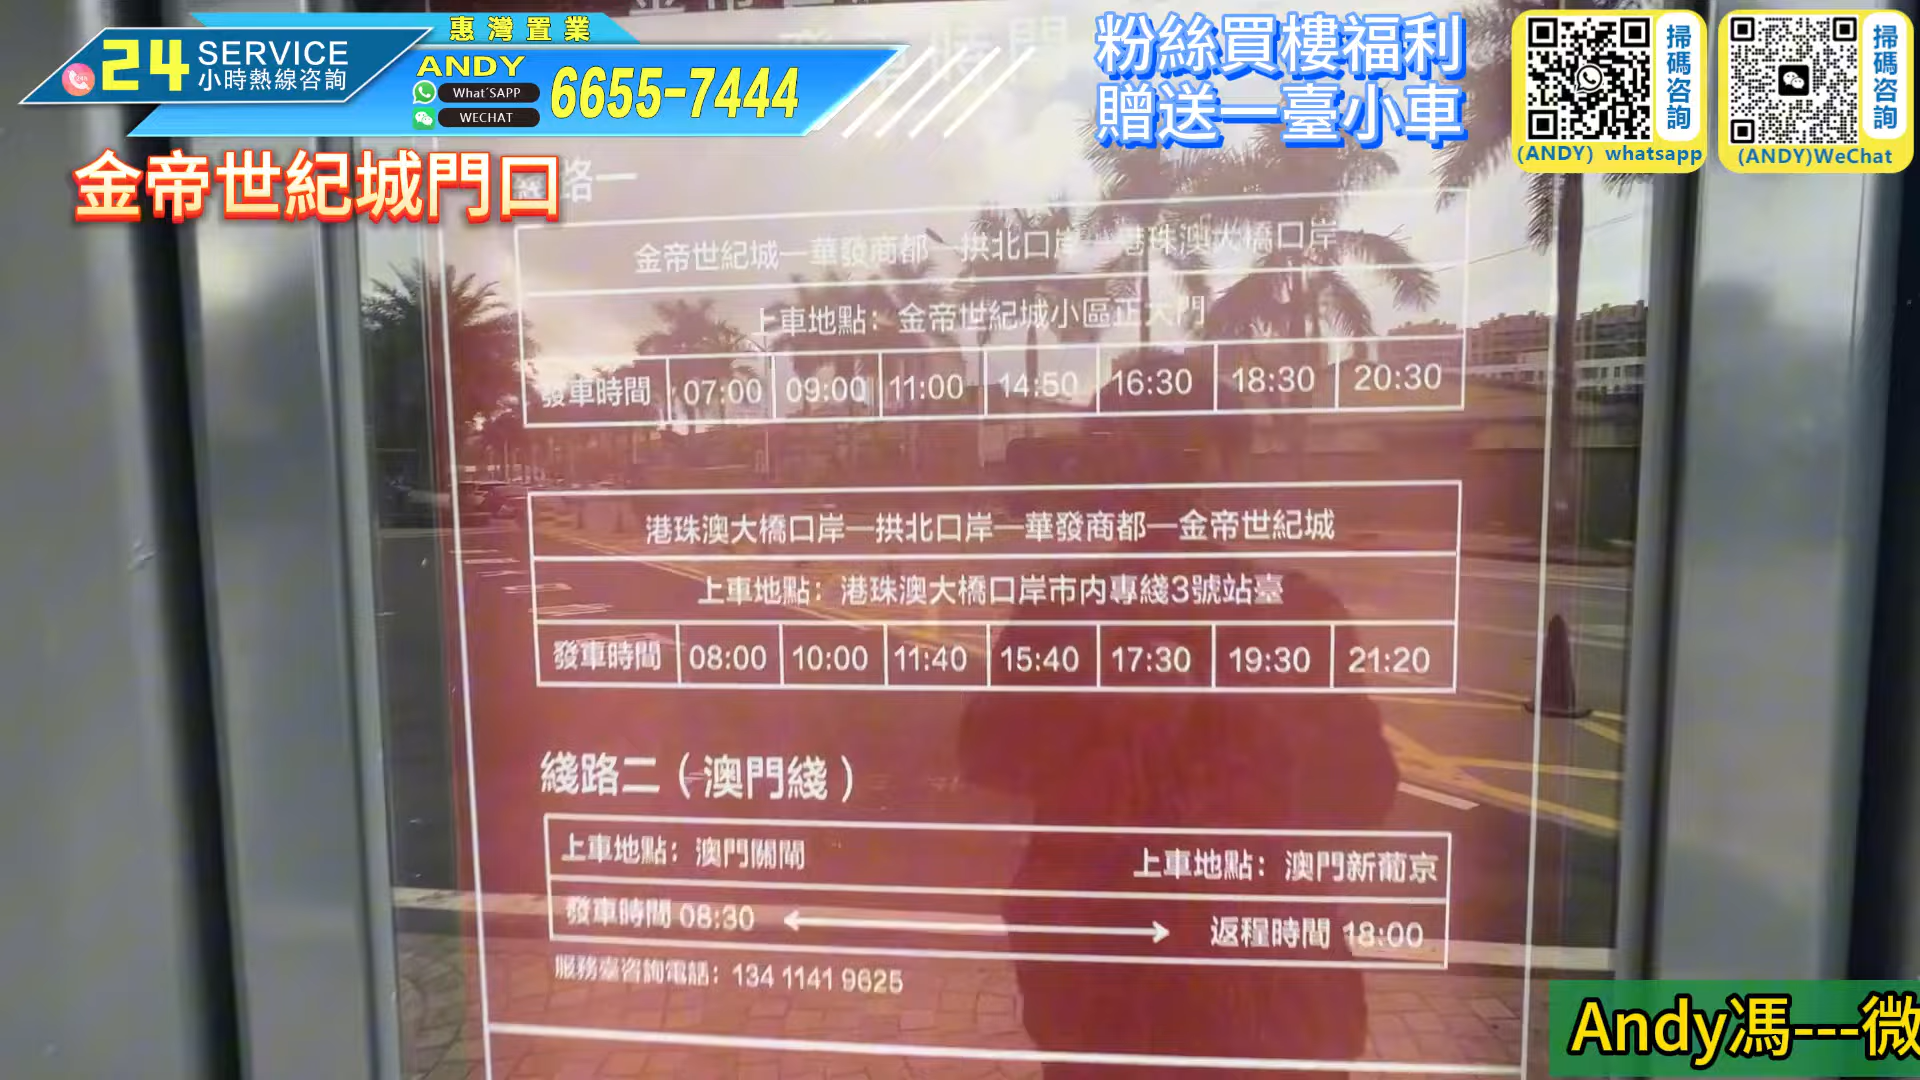 惠灣置業
24 SERVICE
小時熱線咨詢
ANDY
What'SAPP
WECHAT
6655-7444
粉絲買樓福利
贈送一臺小車
掃碼咨詢
(ANDY) whatsapp
掃碼咨詢
(ANDY)WeChat
金帝世紀城門口
路一
金帝世紀城—華發商都—拱北口岸—港珠澳大橋口岸
上車地點：金帝世紀城小區正大門
發車時間 07:00 09:00 11:00 14:50 16:30 18:30 20:30
港珠澳大橋口岸—拱北口岸—華發商都—金帝世紀城
上車地點：港珠澳大橋口岸市内專綫3號站臺
發車時間 08:00 10:00 11:40 15:40 17:30 19:30 21:20
綫路二（澳門綫）
上車地點：澳門關閘 上車地點：澳門新葡京
發車時間 08:30 返程時間 18:00
服務臺咨詢電話：134 1141 9625
Andy馮---微